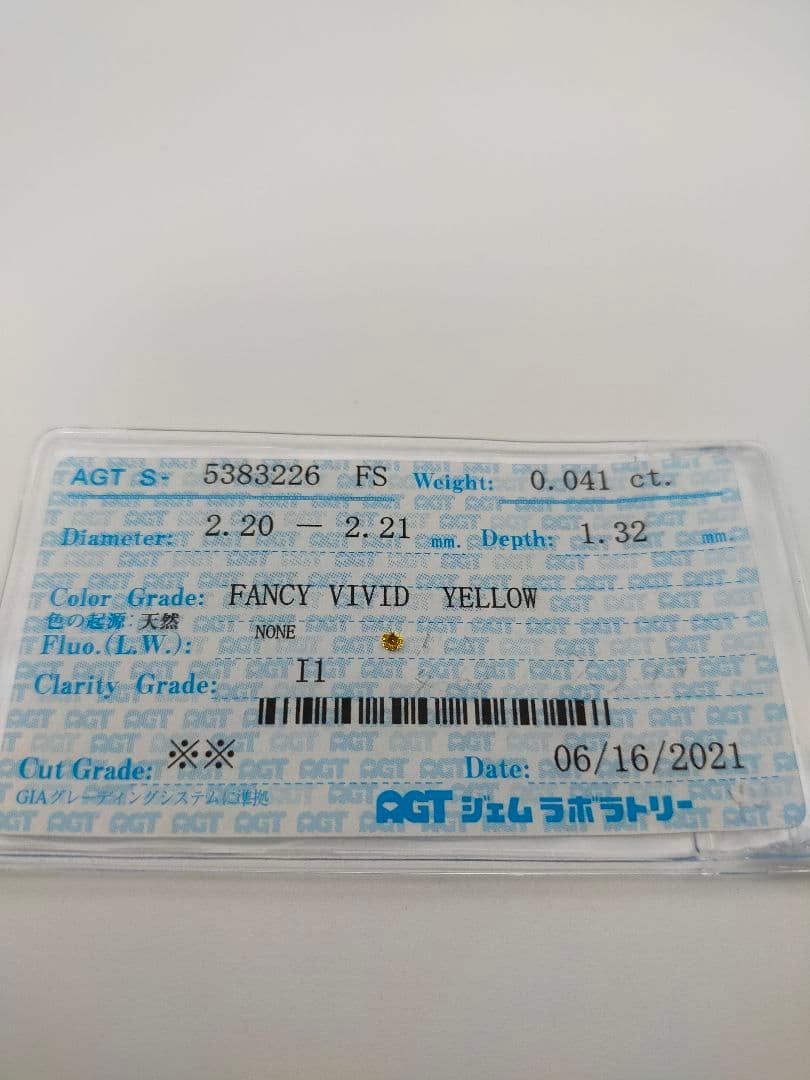 AGT S- 5383226 FS Weight: 0.041 ct.
Diameter: 2.20 — 2.21 mm. Depth: 1.32 mm.
Color Grade: FANCY VIVID YELLOW
色の起源: 天然
Fluo.(L.W.): NONE
Clarity Grade: I1
Cut Grade: ※※ Date: 06/16/2021
GIAグレーディングシステムに準拠
AGT ジェムラボラトリー